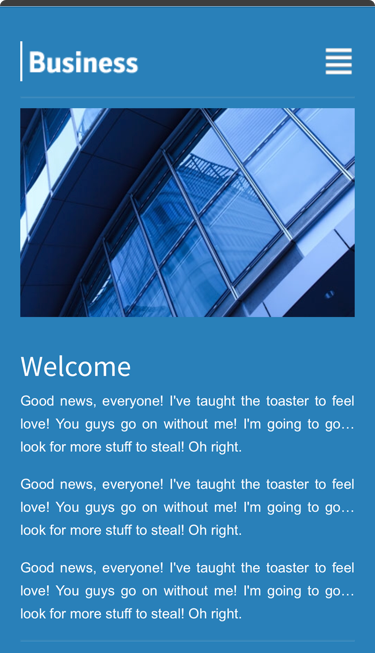 Business
Welcome
Good news, everyone! I've taught the toaster to feel
love! You guys go on without me! I'm going to go…
look for more stuff to steal! Oh right.
Good news, everyone! I've taught the toaster to feel
love! You guys go on without me! I'm going to go…
look for more stuff to steal! Oh right.
Good news, everyone! I've taught the toaster to feel
love! You guys go on without me! I'm going to go…
look for more stuff to steal! Oh right.